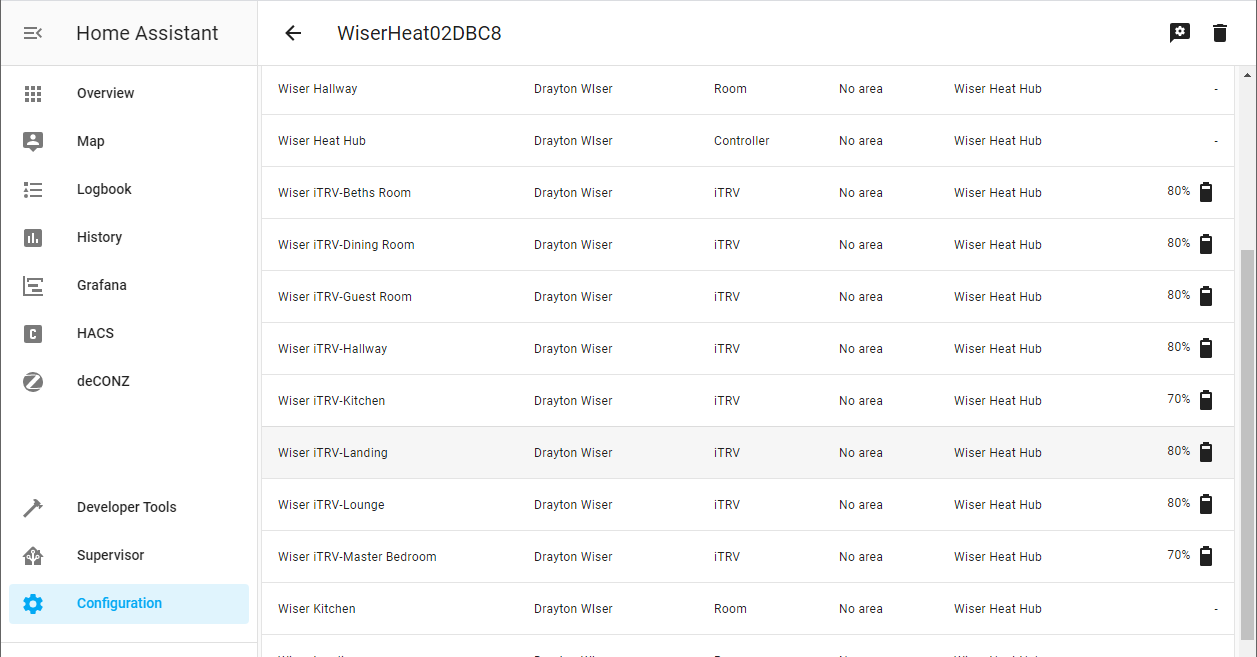 Home Assistant
WiserHeat02DBC8
Overview
Map
Logbook
History
Grafana
HACS
deCONZ
Developer Tools
Supervisor
Configuration
Wiser Hallway Drayton WIser Room No area Wiser Heat Hub -
Wiser Heat Hub Drayton WIser Controller No area Wiser Heat Hub -
Wiser iTRV-Beths Room Drayton Wiser iTRV No area Wiser Heat Hub 80%
Wiser iTRV-Dining Room Drayton Wiser iTRV No area Wiser Heat Hub 80%
Wiser iTRV-Guest Room Drayton Wiser iTRV No area Wiser Heat Hub 80%
Wiser iTRV-Hallway Drayton Wiser iTRV No area Wiser Heat Hub 80%
Wiser iTRV-Kitchen Drayton Wiser iTRV No area Wiser Heat Hub 70%
Wiser iTRV-Landing Drayton Wiser iTRV No area Wiser Heat Hub 80%
Wiser iTRV-Lounge Drayton Wiser iTRV No area Wiser Heat Hub 80%
Wiser iTRV-Master Bedroom Drayton Wiser iTRV No area Wiser Heat Hub 70%
Wiser Kitchen Drayton WIser Room No area Wiser Heat Hub -